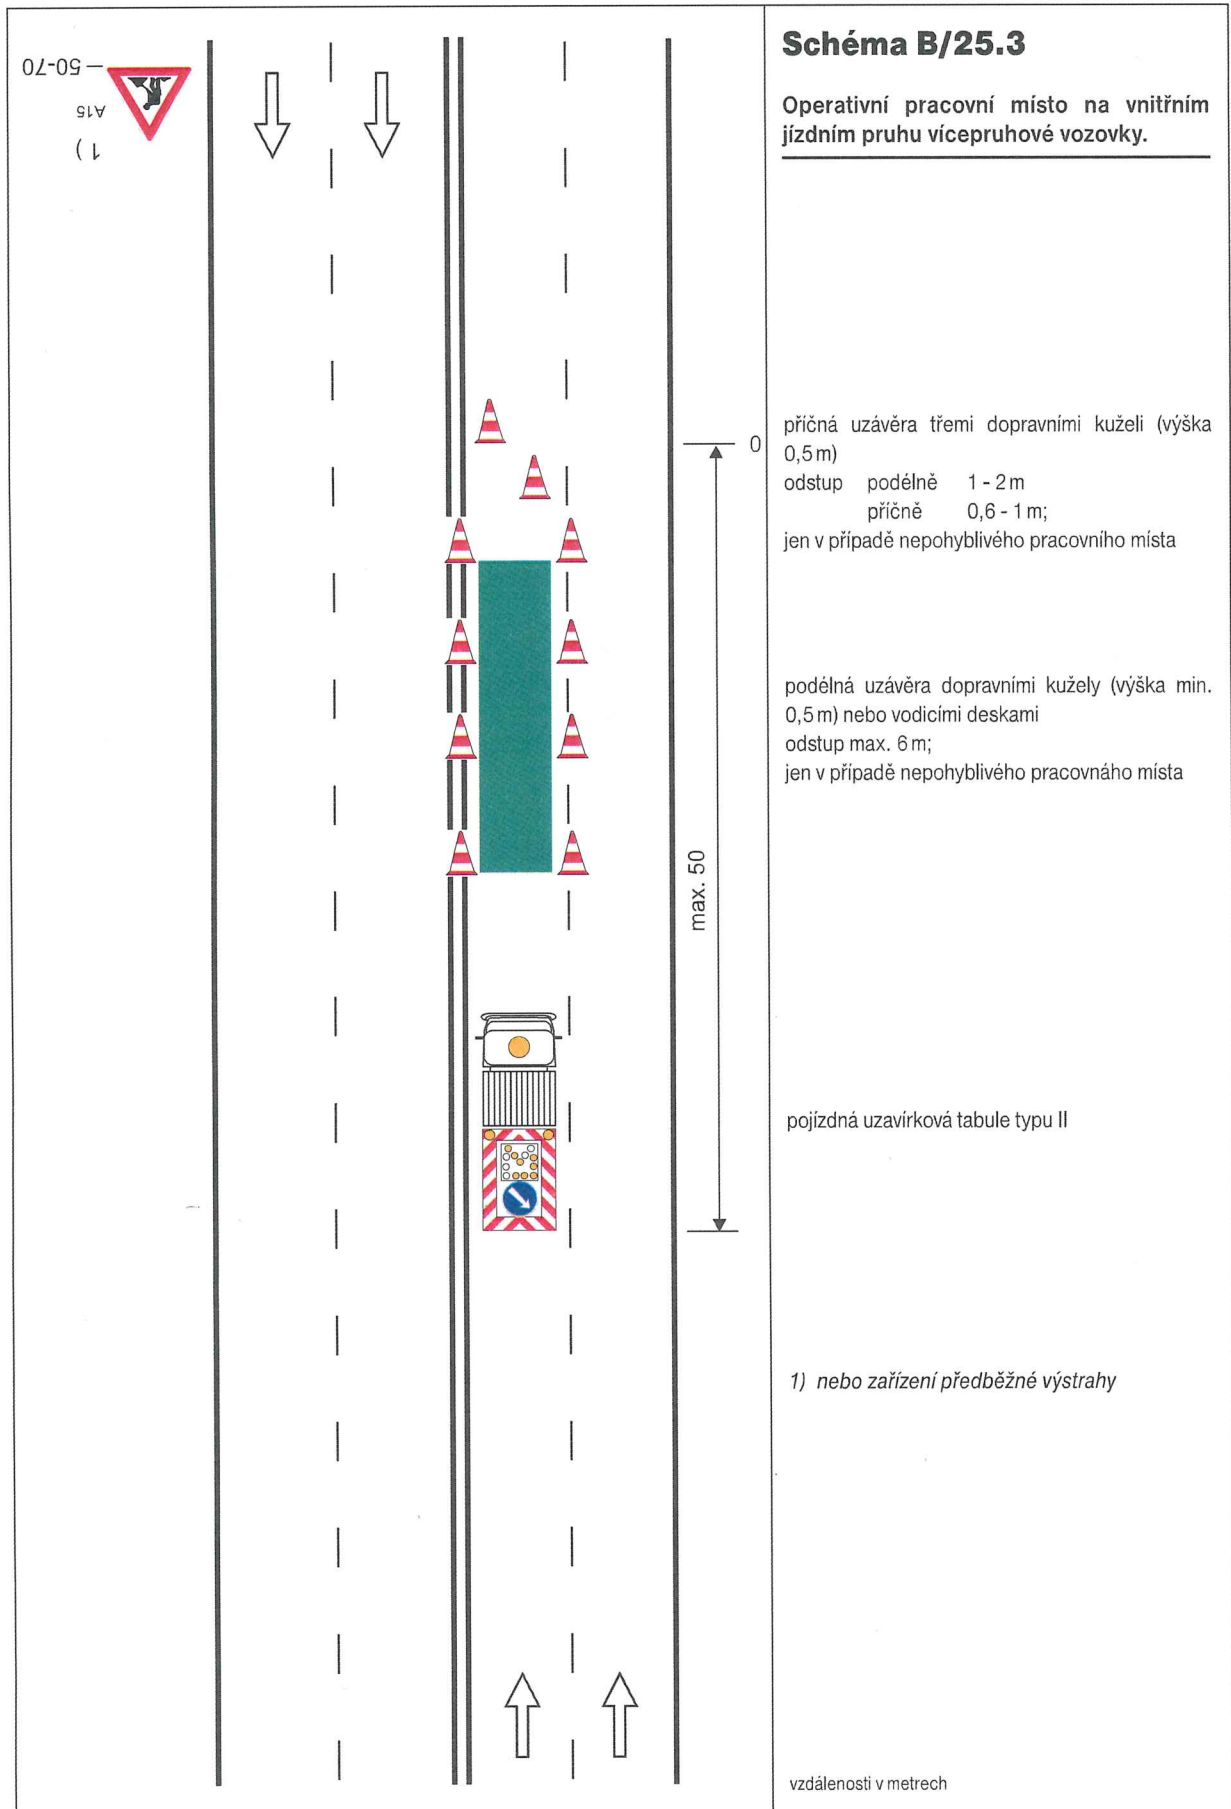 Schéma B/25.3
Operativní pracovní místo na vnitřním
jízdním pruhu vícepruhové vozovky.
50-70
A15
1)
0
příčná uzávěra třemi dopravními kuželi (výška
0,5 m)
odstup podélně 1 - 2 m
příčně 0,6 - 1 m;
jen v případě nepohyblivého pracovního místa
podélná uzávěra dopravními kužely (výška min.
0,5 m) nebo vodicími deskami
odstup max. 6 m;
jen v případě nepohyblivého pracovnáho místa
max. 50
pojízdná uzavírková tabule typu II
1) nebo zařízení předběžné výstrahy
vzdálenosti v metrech